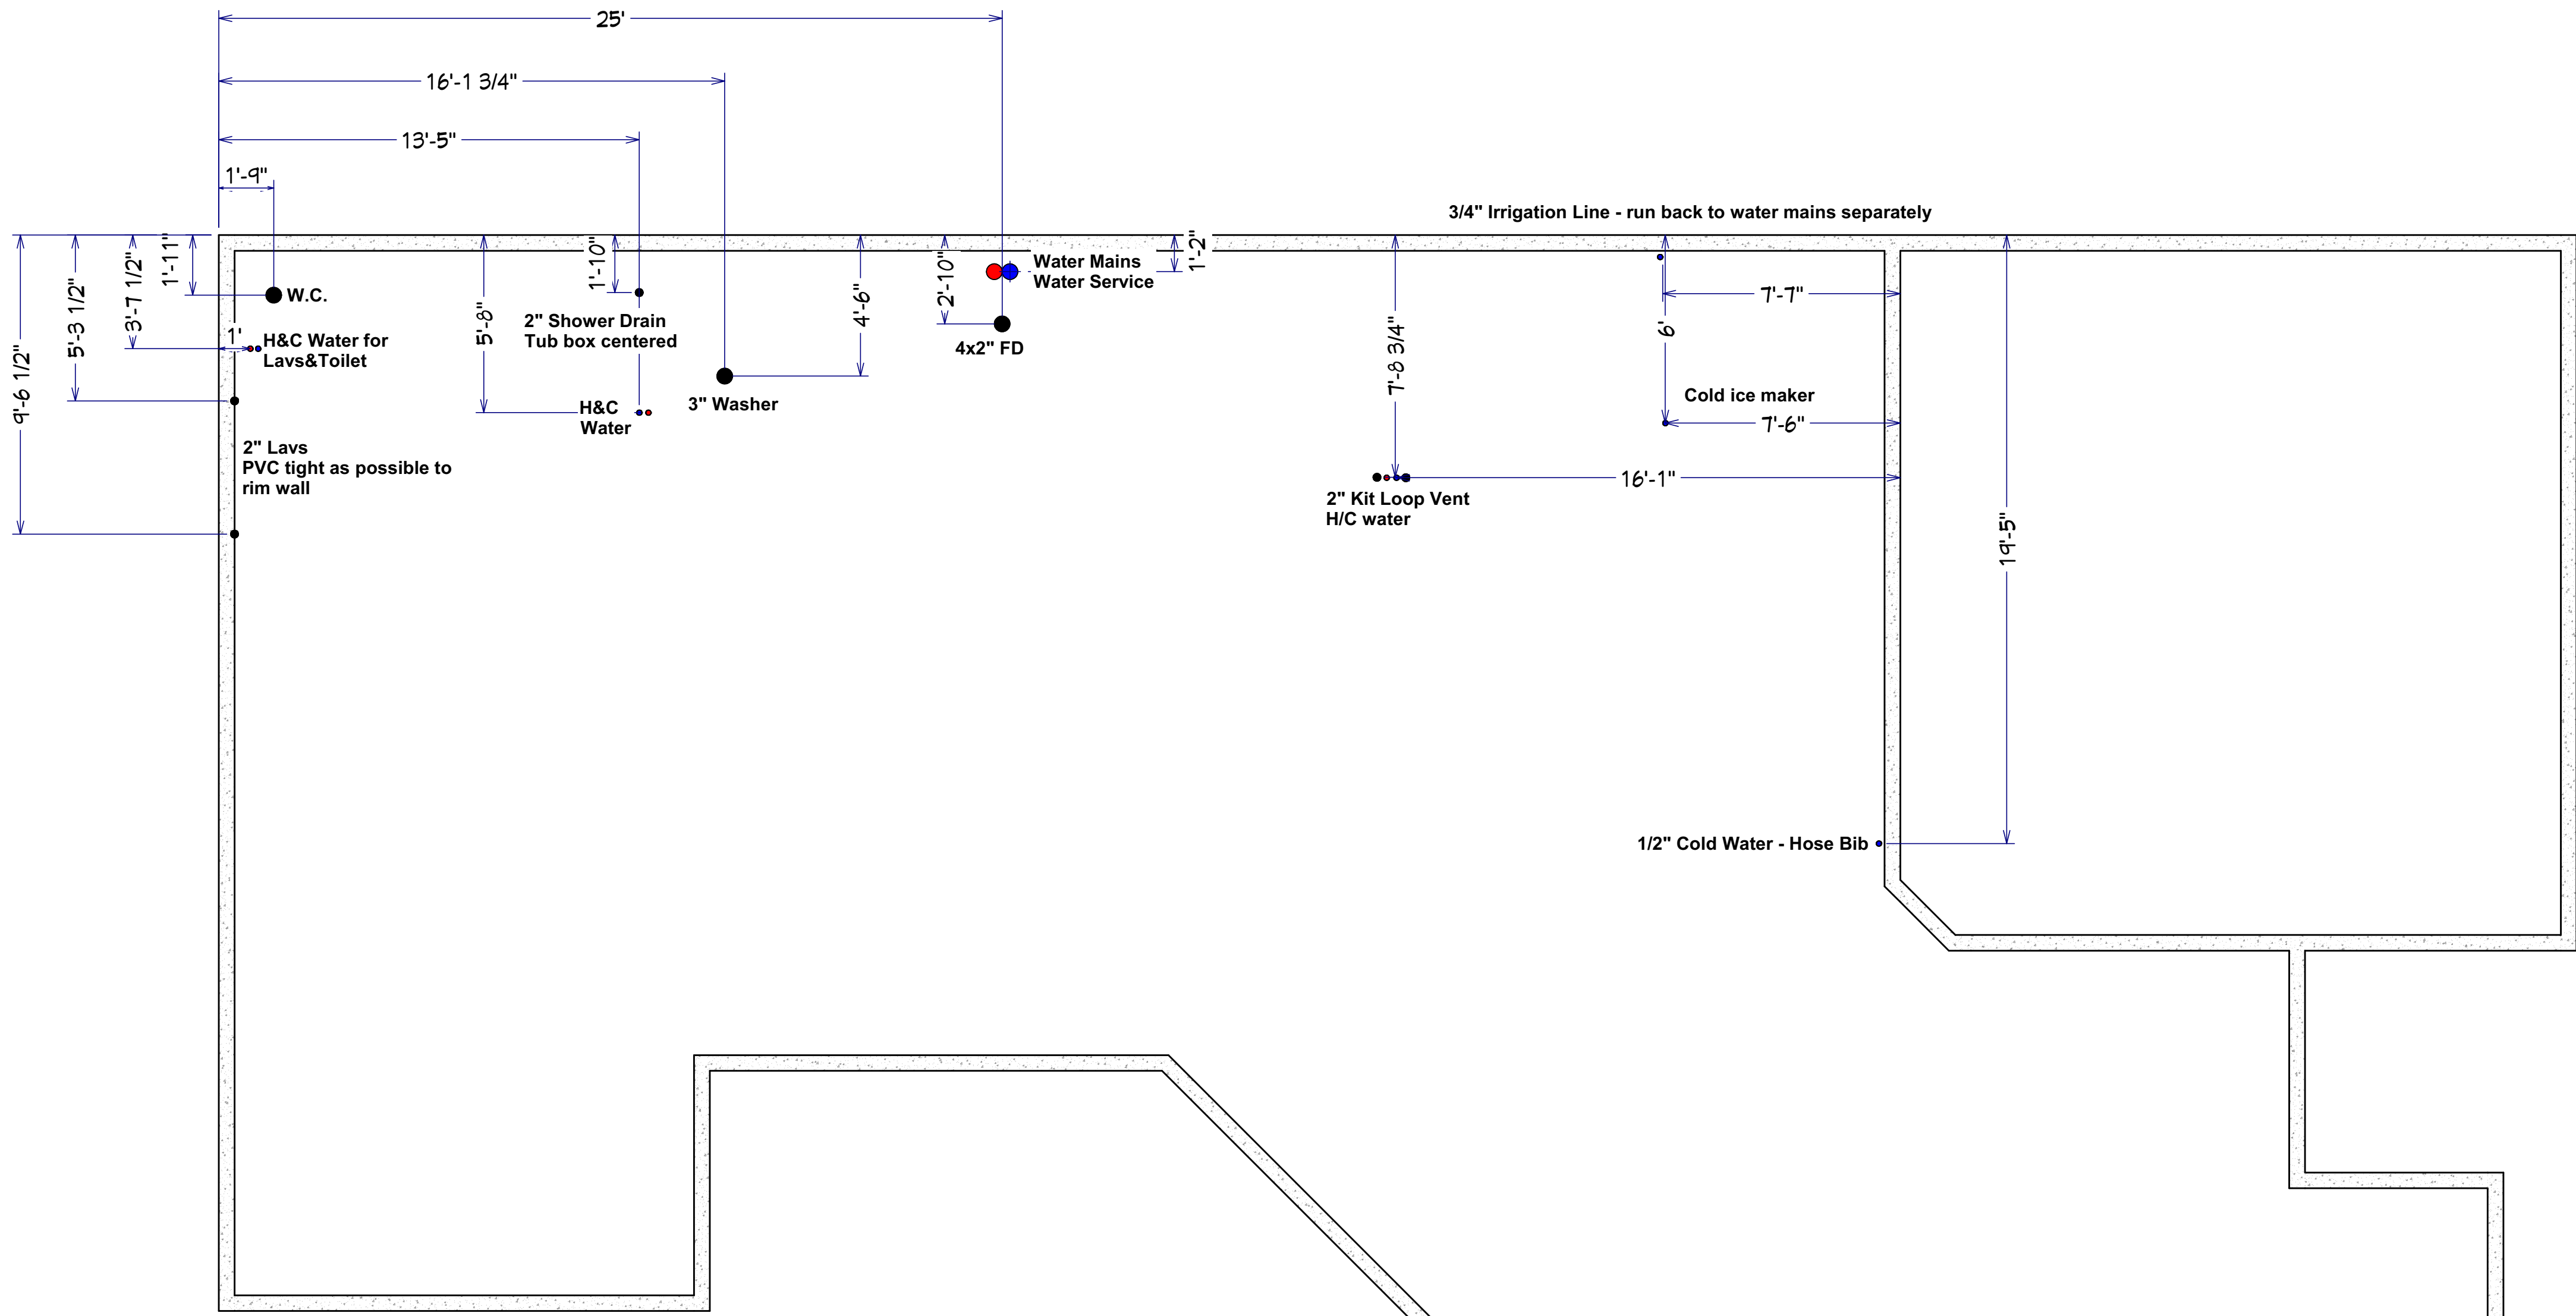 25'
16'-1 3/4"
13'-5"
1'-9"
3/4" Irrigation Line - run back to water mains separately
9'-6 1/2"
5'-3 1/2"
3'-7 1/2"
1'-11"
W.C.
1'
H&C Water for
Lavs&Toilet
2" Lavs
PVC tight as possible to
rim wall
5'-8"
1'-10"
2" Shower Drain
Tub box centered
H&C
Water
3" Washer
4'-6"
2'-10"
4x2" FD
Water Mains
Water Service
1'-2"
7'-8 3/4"
2" Kit Loop Vent
H/C water
7'-7"
6'
Cold ice maker
7'-6"
16'-1"
19'-5"
1/2" Cold Water - Hose Bib